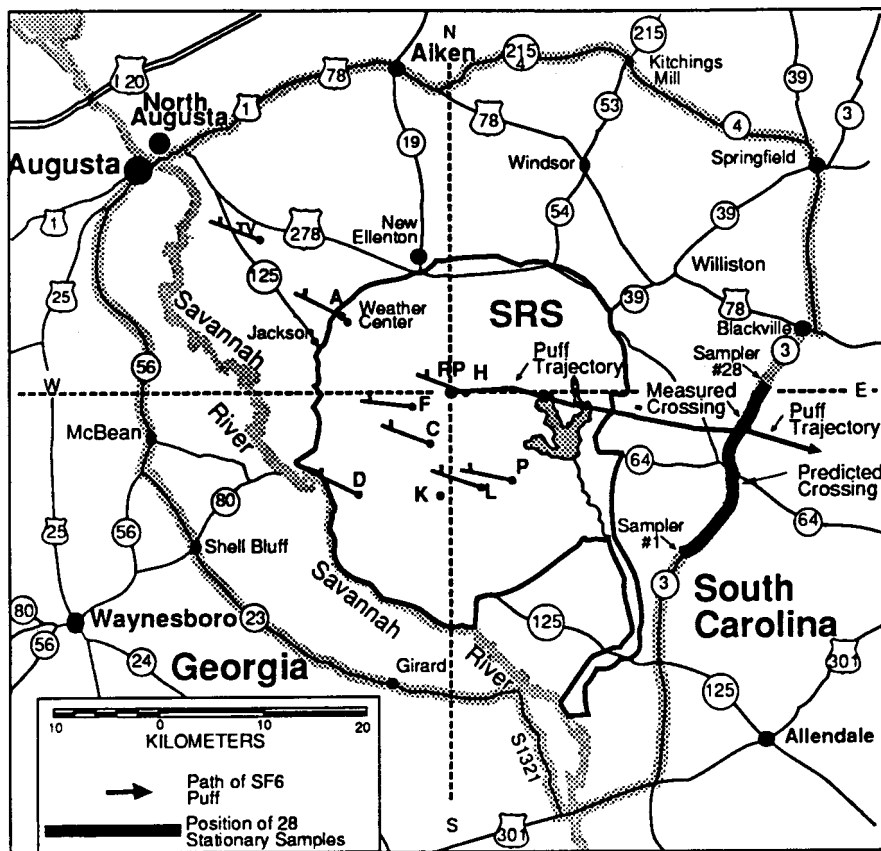 N
215
215
4
Aiken
Kitchings
Mill
I 20
78
39
3
North
Augusta
1
53
78
19
4
Augusta
Windsor
Springfield
1
TV
278
New
Ellenton
54
39
125
Williston
25
A
Weather
Center
SRS
39
78
Savannah
Jackson
Blackville
Puff
Trajectory
Sampler
#28
3
56
RP
H
W
Measured
Crossing
E
F
Puff
Trajectory
McBean
River
C
64
Predicted
Crossing
D
P
80
K
L
64
25
56
Sampler
#1
Shell Bluff
Savannah
3
South
Carolina
80
Waynesboro
23
125
56
River
301
24
Georgia
Girard
125
10
0
10
20
KILOMETERS
Allendale
S1321
Path of SF6
Puff
Position of 28
Stationary Samples
S
301